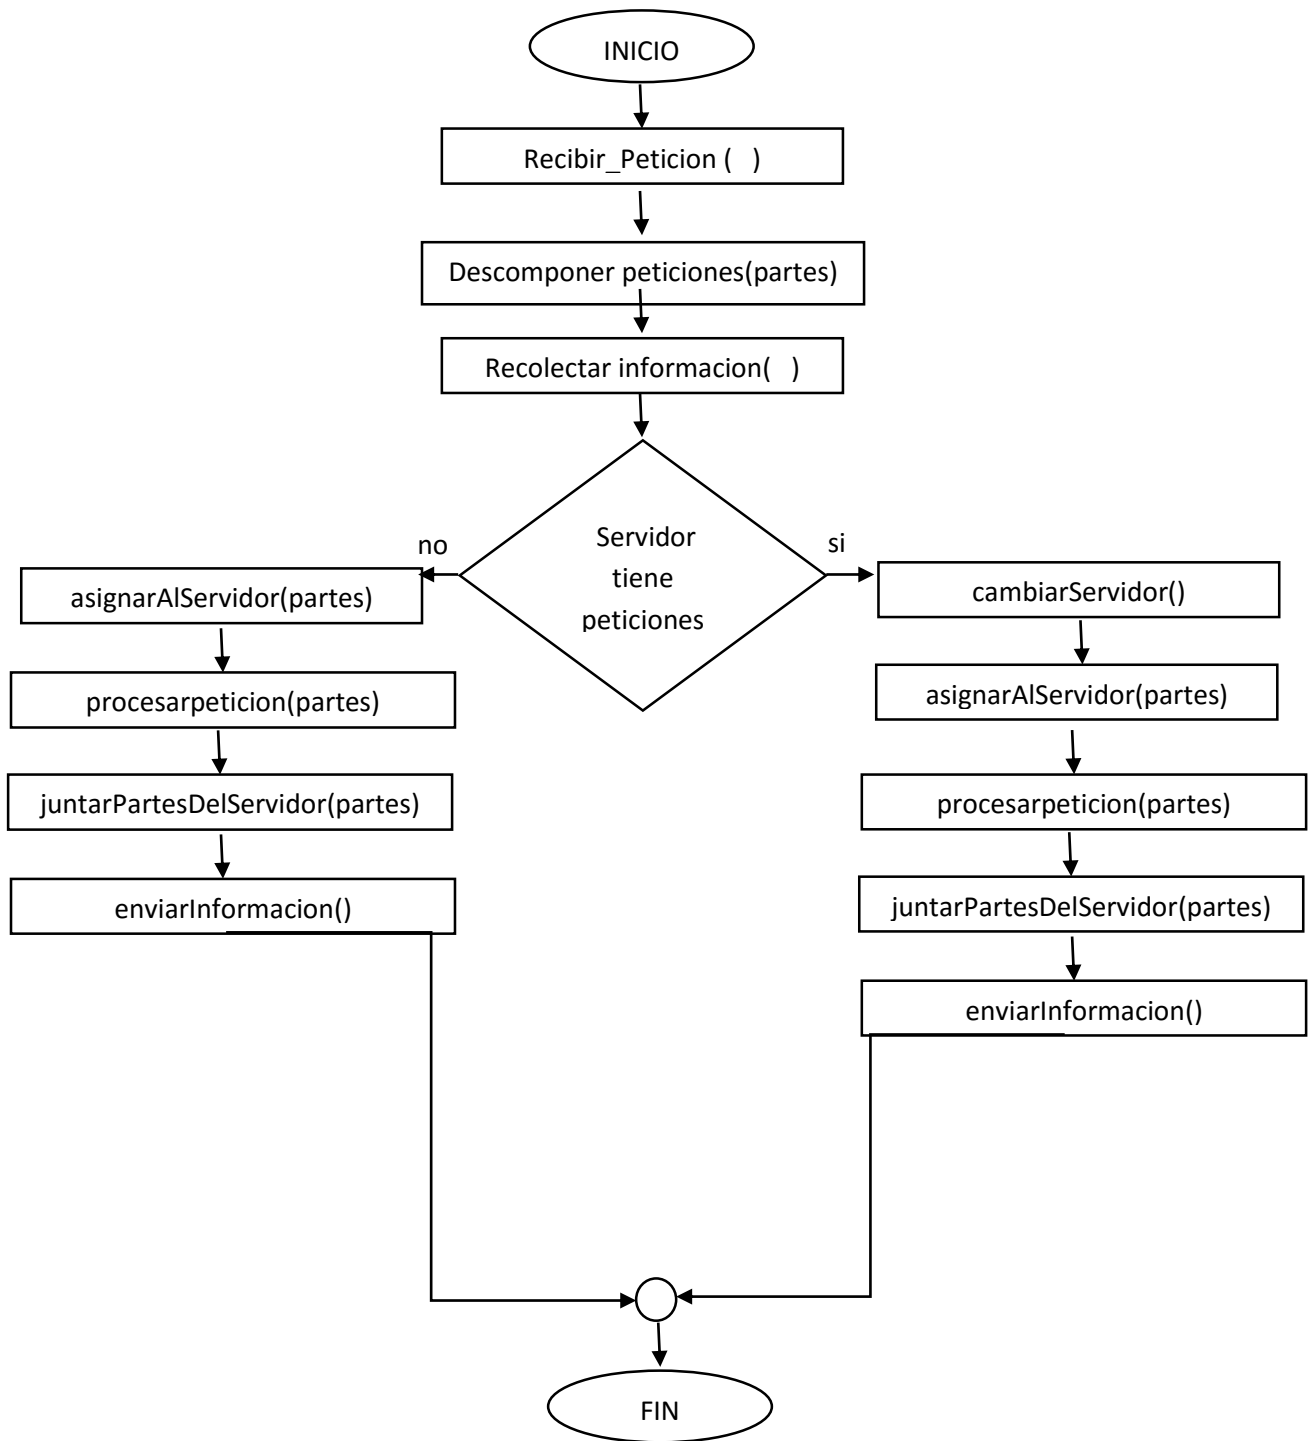 INICIO
Recibir_Peticion (   )
Descomponer peticiones(partes)
Recolectar informacion(   )
Servidor
tiene
peticiones
no
si
asignarAlServidor(partes)
procesarpeticion(partes)
juntarPartesDelServidor(partes)
enviarInformacion()
cambiarServidor()
asignarAlServidor(partes)
procesarpeticion(partes)
juntarPartesDelServidor(partes)
enviarInformacion()
FIN